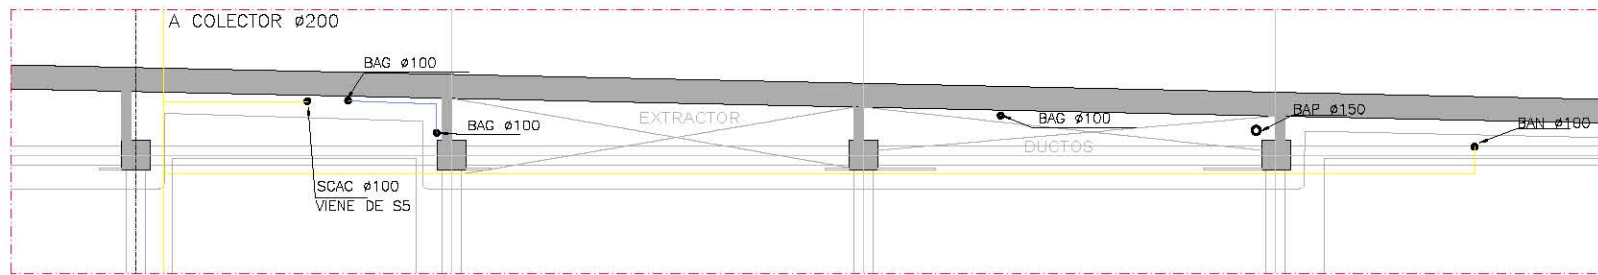 A COLECTOR ø200
BAG ø100
BAG ø100
EXTRACTOR
BAG ø100
DUCTOS
BAP ø150
BAN ø100
SCAC ø100
VIENE DE S5